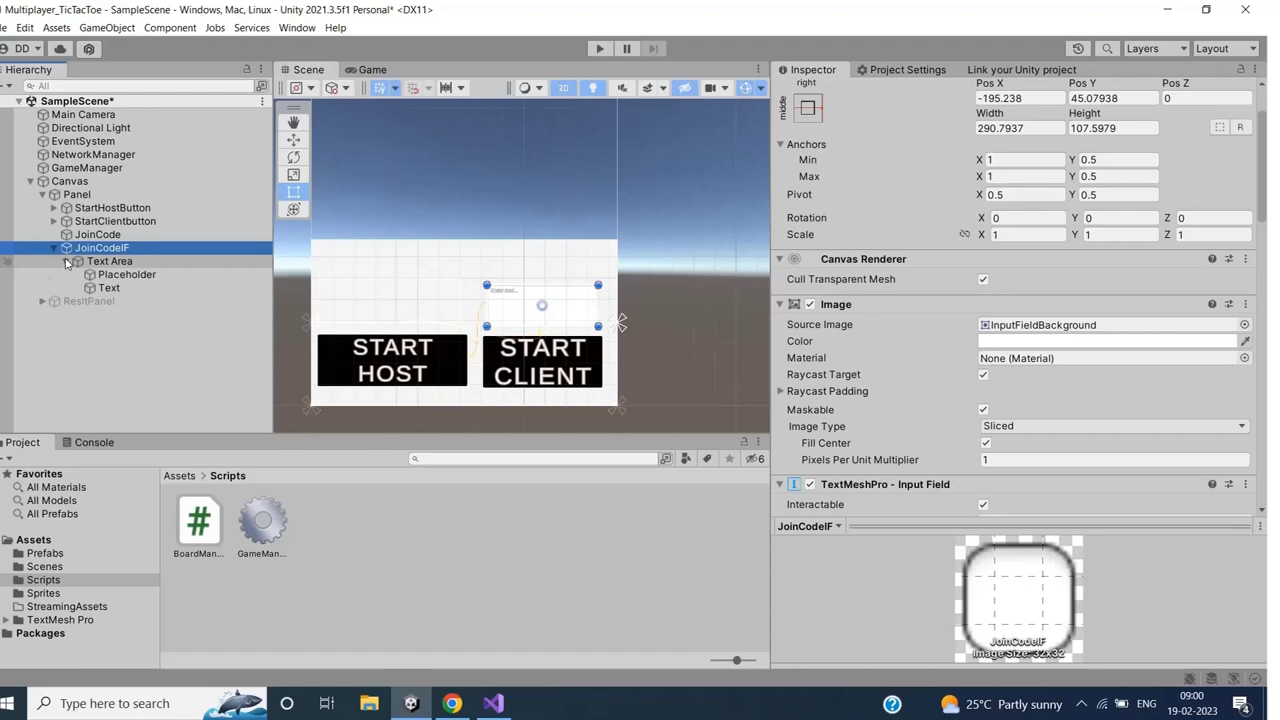 Multiplayer_TicTacToe - SampleScene - Windows, Mac, Linux - Unity 2021.3.5f1 Personal* <DX11>
Edit Assets GameObject Component Jobs Services Window Help
DD Layers Layout
Hierarchy
All
SampleScene*
Main Camera
Directional Light
EventSystem
NetworkManager
GameManager
Canvas
Panel
StartHostButton
StartClientbutton
JoinCode
JoinCodeIF
Text Area
Placeholder
Text
ResltPanel
Scene Game
2D
START
HOST
START
CLIENT
Inspector Project Settings Link your Unity project
Pos X Pos Y Pos Z
middle
-195.238 45.07938 0
Width Height
290.7937 107.5979
R
Anchors
Min X 1 Y 0.5
Max X 1 Y 0.5
Pivot X 0.5 Y 0.5
Rotation X 0 Y 0 Z 0
Scale X 1 Y 1 Z 1
Canvas Renderer
Cull Transparent Mesh
Image
Source Image InputFieldBackground
Color
Material None (Material)
Raycast Target
Raycast Padding
Maskable
Image Type Sliced
Fill Center
Pixels Per Unit Multiplier 1
TextMeshPro - Input Field
Interactable
JoinCodeIF
JoinCodeIF
Image Size: 32x32
Project Console
6
Favorites
All Materials
All Models
All Prefabs
Assets
Prefabs
Scenes
Scripts
Sprites
StreamingAssets
TextMesh Pro
Packages
Assets > Scripts
#
BoardMan... GameMan...
Type here to search
25°C Partly sunny
ENG
09:00
19-02-2023
4